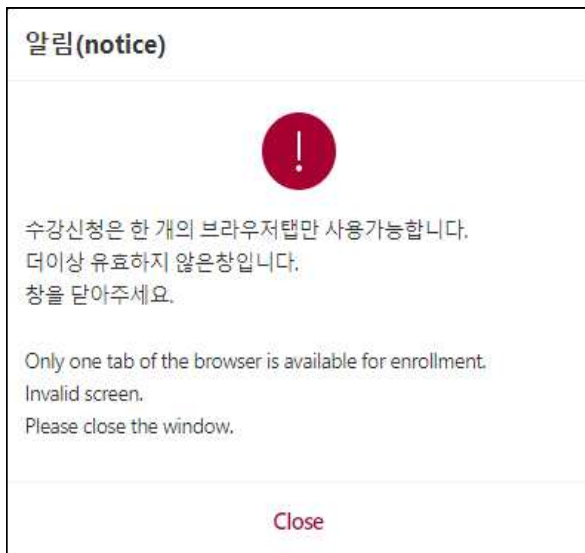 알림(notice)
수강신청은 한 개의 브라우저탭만 사용가능합니다.
더이상 유효하지 않은창입니다.
창을 닫아주세요.
Only one tab of the browser is available for enrollment.
Invalid screen.
Please close the window.
Close